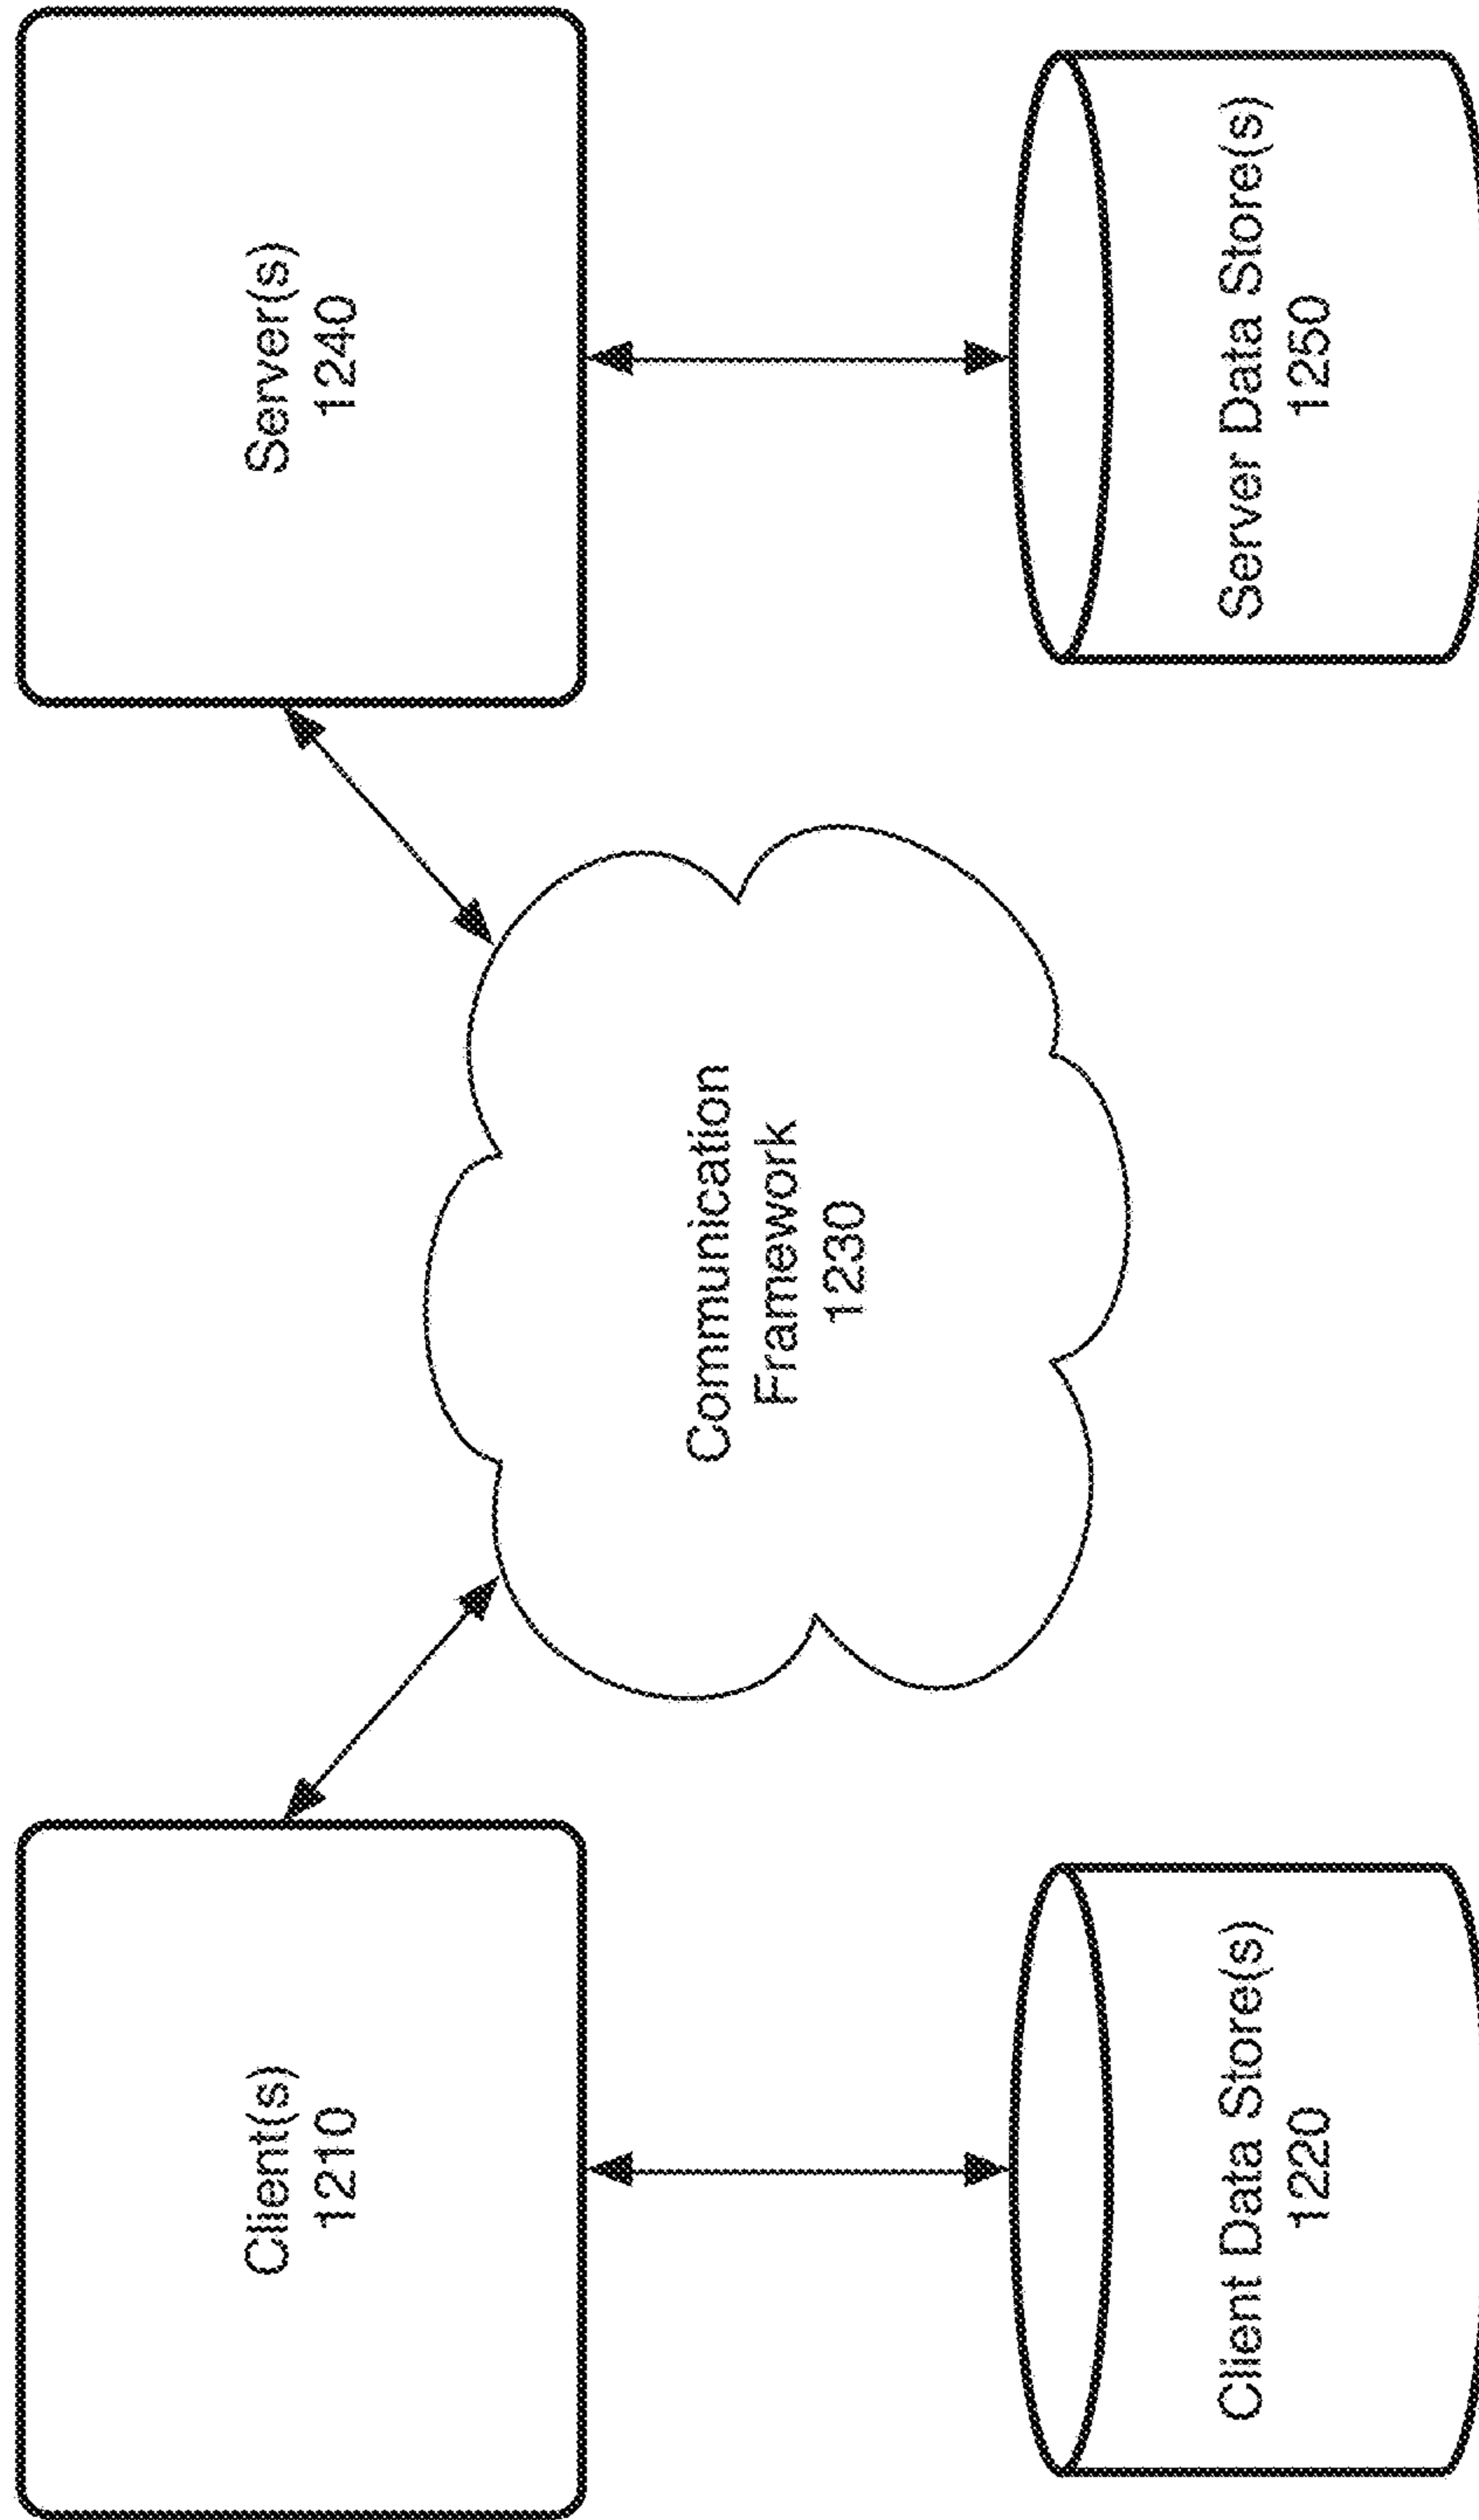 Client(s)
1210
Server(s)
1240
Communication
Framework
1230
Client Data Store(s)
1220
Server Data Store(s)
1250